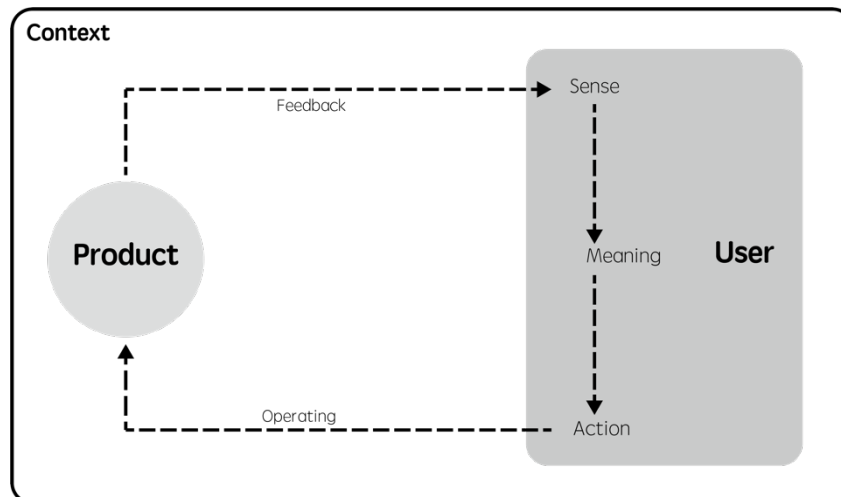 Context
Sense
Feedback
Product
Meaning
User
Operating
Action